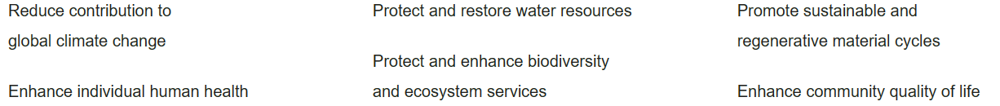 Reduce contribution to
global climate change
Enhance individual human health
Protect and restore water resources
Protect and enhance biodiversity
and ecosystem services
Promote sustainable and
regenerative material cycles
Enhance community quality of life